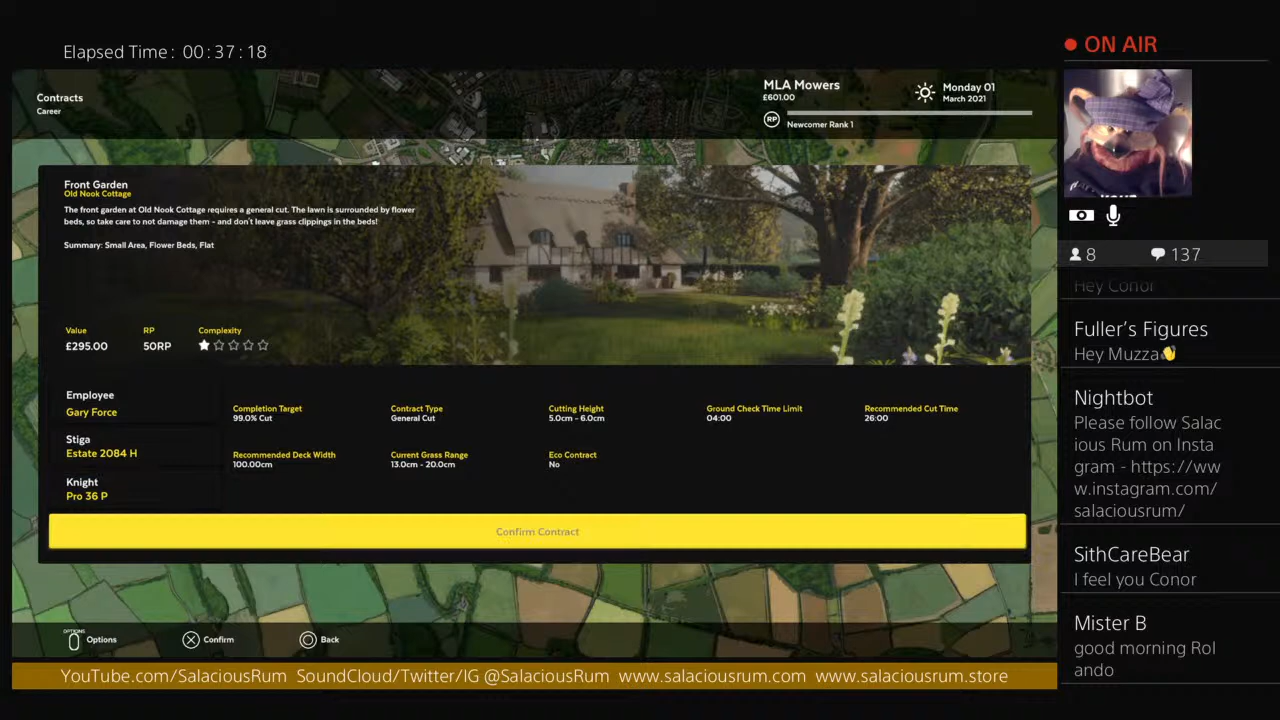 Elapsed Time: 00:37:18
ON AIR
Contracts
Career
MLA Mowers
£601.00
Monday 01
March 2021
RP
Newcomer Rank 1
Front Garden
Old Nook Cottage
The front garden at Old Nook Cottage requires a general cut. The lawn is surrounded by flower
beds, so take care to not damage them - and don't leave grass clippings in the beds!
Summary: Small Area, Flower Beds, Flat
Value
£295.00
RP
50RP
Complexity
Employee
Gary Force
Stiga
Estate 2084 H
Knight
Pro 36 P
Completion Target
99.0% Cut
Contract Type
General Cut
Cutting Height
5.0cm - 6.0cm
Ground Check Time Limit
04:00
Recommended Cut Time
26:00
Recommended Deck Width
100.00cm
Current Grass Range
13.0cm - 20.0cm
Eco Contract
No
Confirm Contract
OPTIONS
Options
Confirm
Back
YouTube.com/SalaciousRum SoundCloud/Twitter/IG @SalaciousRum www.salaciousrum.com www.salaciousrum.store
8
137
Hey Conor
Fuller's Figures
Hey Muzza👋
Nightbot
Please follow Salac
ious Rum on Insta
gram - https://ww
w.instagram.com/
salaciousrum/
SithCareBear
I feel you Conor
Mister B
good morning Rol
ando